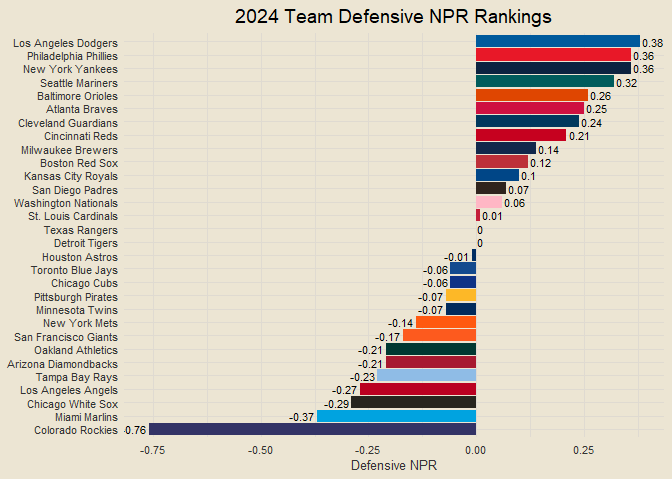 2024 Team Defensive NPR Rankings
Los Angeles Dodgers 0.38
Philadelphia Phillies 0.36
New York Yankees 0.36
Seattle Mariners 0.32
Baltimore Orioles 0.26
Atlanta Braves 0.25
Cleveland Guardians 0.24
Cincinnati Reds 0.21
Milwaukee Brewers 0.14
Boston Red Sox 0.12
Kansas City Royals 0.1
San Diego Padres 0.07
Washington Nationals 0.06
St. Louis Cardinals 0.01
Texas Rangers 0
Detroit Tigers 0
Houston Astros -0.01
Toronto Blue Jays -0.06
Chicago Cubs -0.06
Pittsburgh Pirates -0.07
Minnesota Twins -0.07
New York Mets -0.14
San Francisco Giants -0.17
Oakland Athletics -0.21
Arizona Diamondbacks -0.21
Tampa Bay Rays -0.23
Los Angeles Angels -0.27
Chicago White Sox -0.29
Miami Marlins -0.37
Colorado Rockies -0.76
-0.75 -0.50 -0.25 0.00 0.25
Defensive NPR